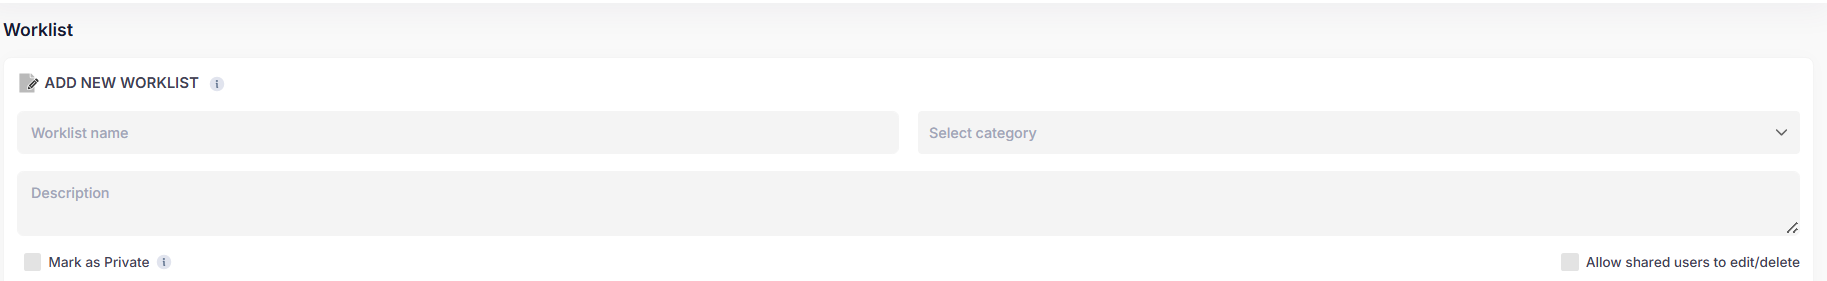 Worklist
ADD NEW WORKLIST i
Worklist name
Select category
Description
Mark as Private i
Allow shared users to edit/delete